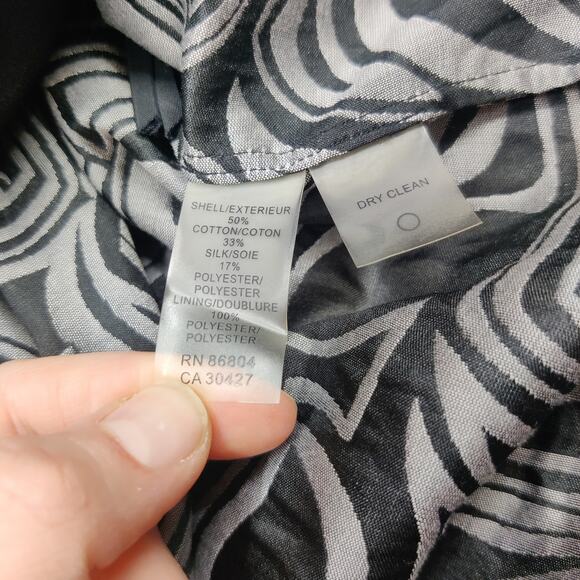 SHELL/EXTERIEUR
50%
COTTON/COTON
33%
SILK/SOIE
17%
POLYESTER/
POLYESTER
LINING/DOUBLURE
100%
POLYESTER/
POLYESTER
RN 86804
CA 30427
DRY CLEAN